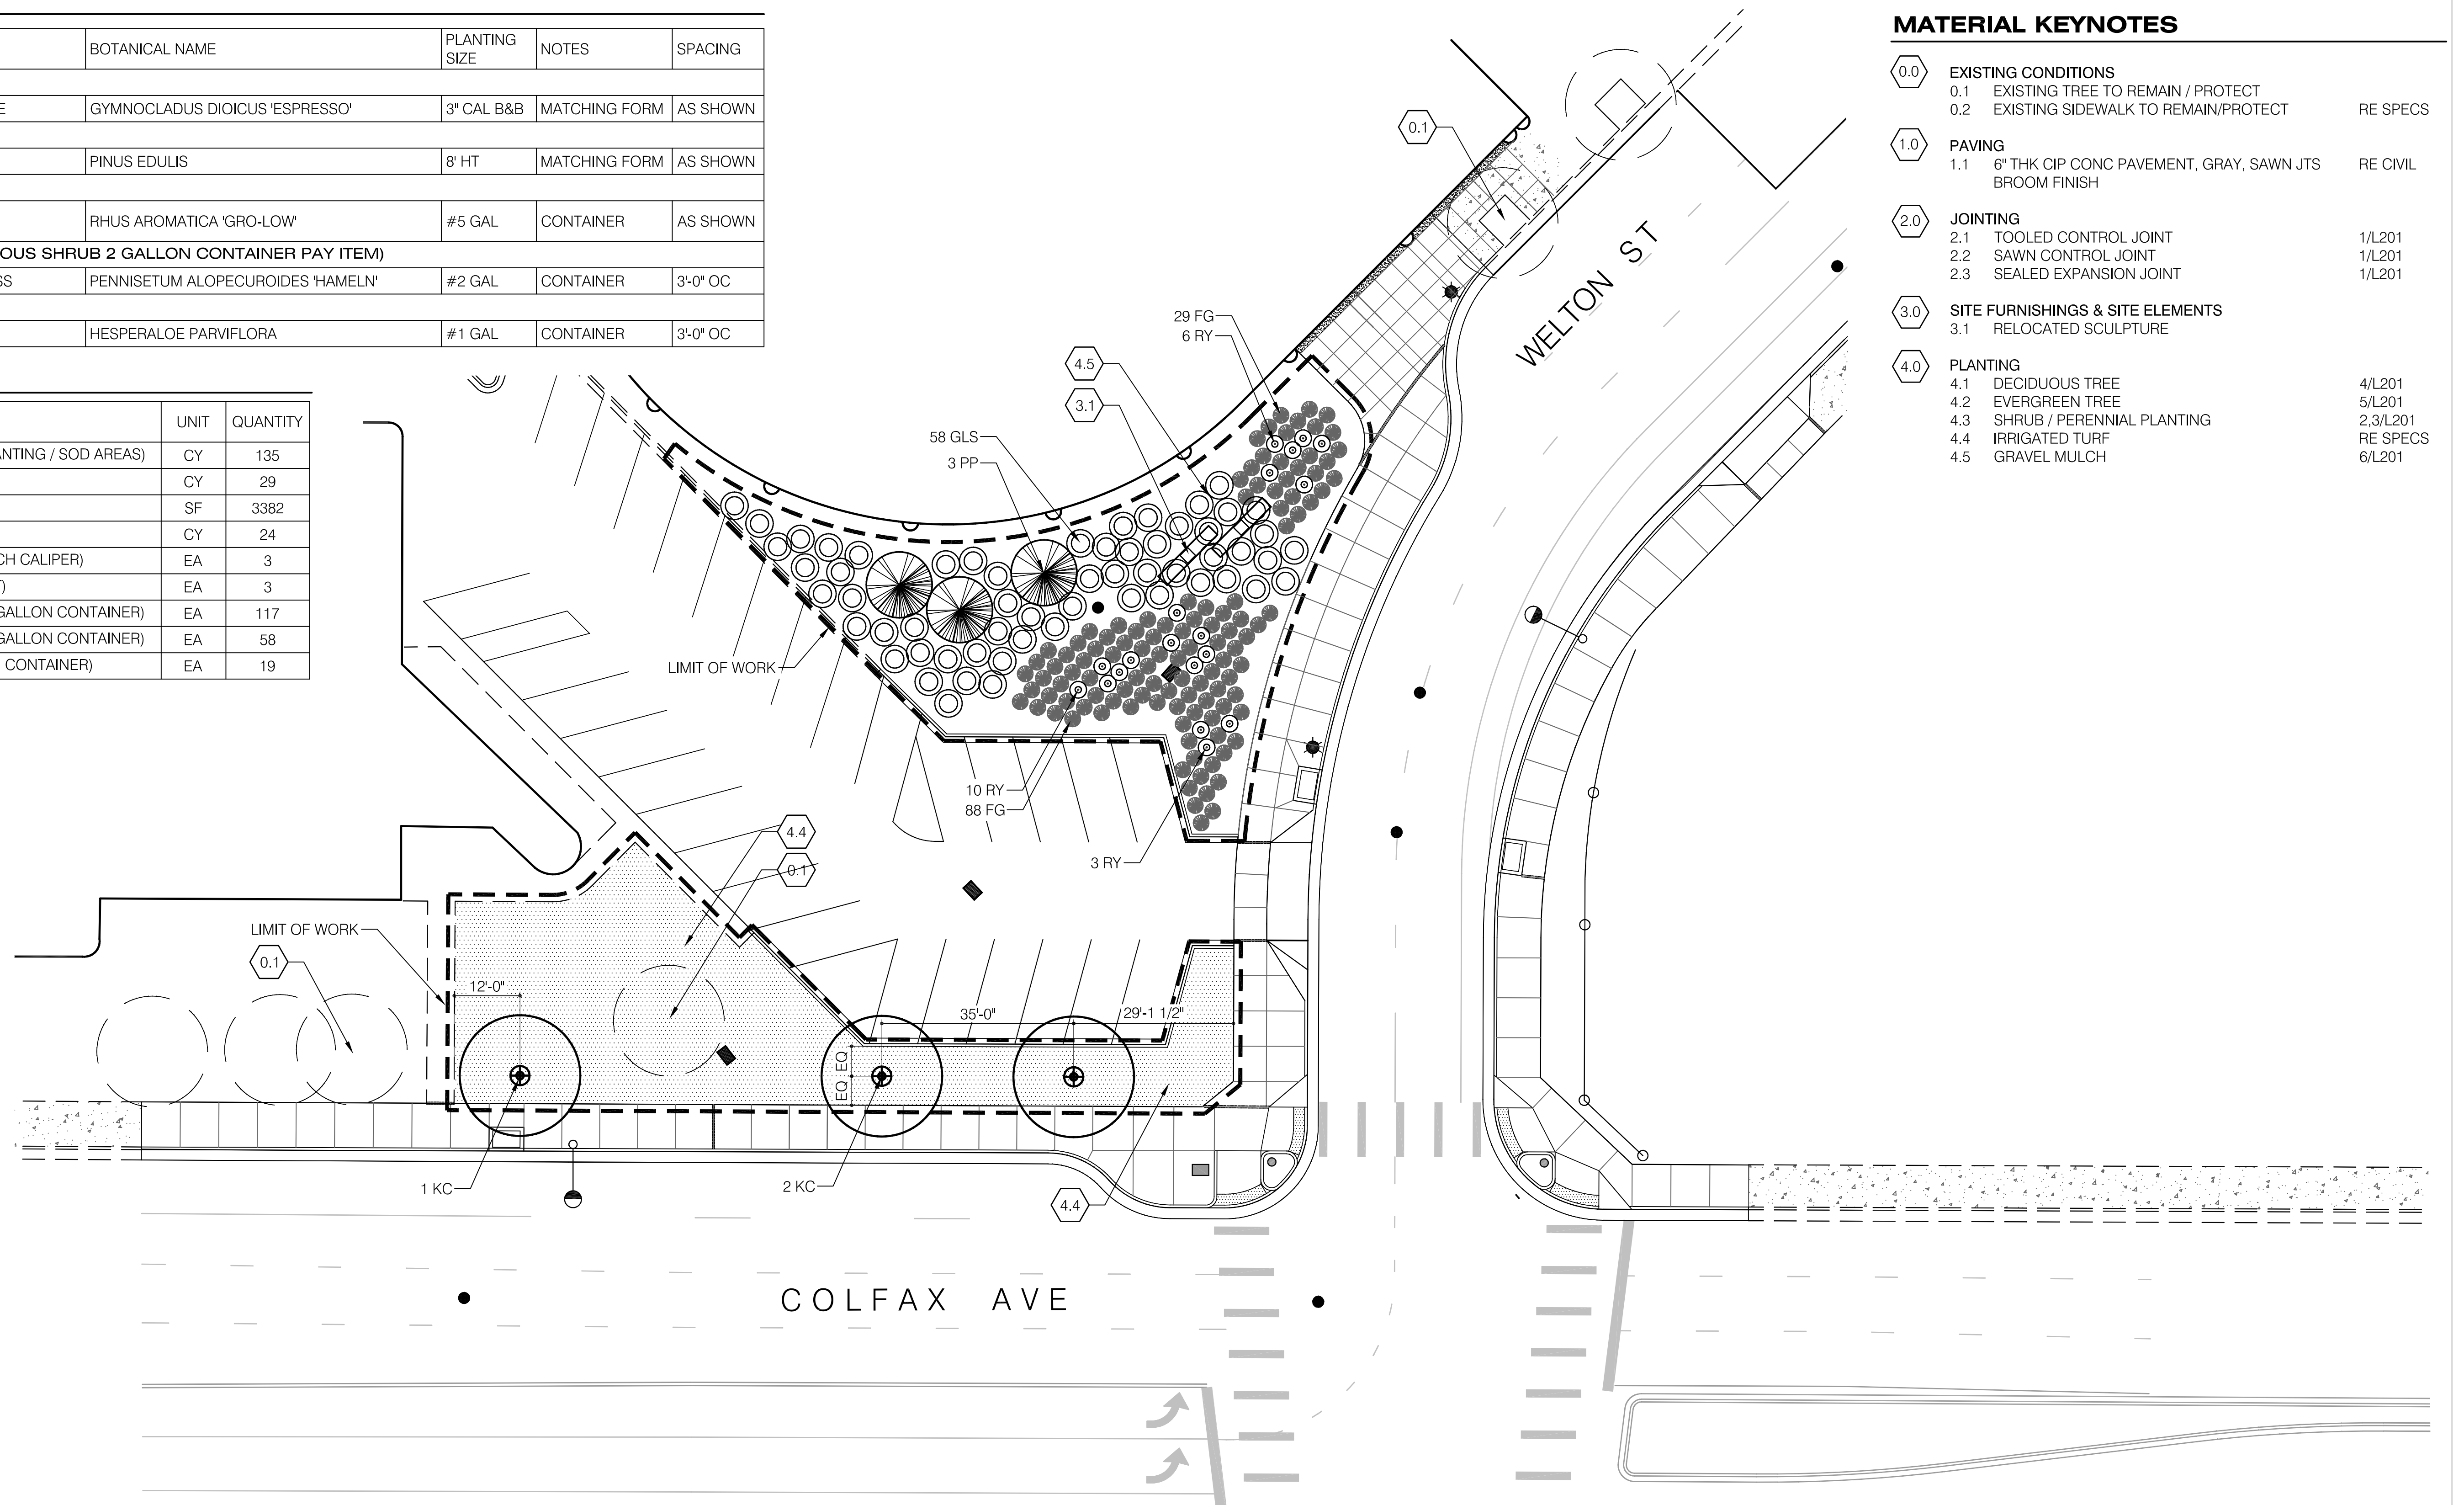 BOTANICAL NAME PLANTING SIZE NOTES SPACING
E GYMNOCLADUS DIOICUS 'ESPRESSO' 3" CAL B&B MATCHING FORM AS SHOWN
PINUS EDULIS 8' HT MATCHING FORM AS SHOWN
RHUS AROMATICA 'GRO-LOW' #5 GAL CONTAINER AS SHOWN
OUS SHRUB 2 GALLON CONTAINER PAY ITEM)
SS PENNISETUM ALOPECUROIDES 'HAMELN' #2 GAL CONTAINER 3'-0" OC
HESPERALOE PARVIFLORA #1 GAL CONTAINER 3'-0" OC
UNIT QUANTITY
ANTING / SOD AREAS) CY 135
CY 29
SF 3382
CY 24
CH CALIPER) EA 3
) EA 3
GALLON CONTAINER) EA 117
GALLON CONTAINER) EA 58
CONTAINER) EA 19
MATERIAL KEYNOTES
0.0 EXISTING CONDITIONS
0.1 EXISTING TREE TO REMAIN / PROTECT
0.2 EXISTING SIDEWALK TO REMAIN/PROTECT RE SPECS
1.0 PAVING
1.1 6" THK CIP CONC PAVEMENT, GRAY, SAWN JTS RE CIVIL
BROOM FINISH
2.0 JOINTING
2.1 TOOLED CONTROL JOINT 1/L201
2.2 SAWN CONTROL JOINT 1/L201
2.3 SEALED EXPANSION JOINT 1/L201
3.0 SITE FURNISHINGS & SITE ELEMENTS
3.1 RELOCATED SCULPTURE
4.0 PLANTING
4.1 DECIDUOUS TREE 4/L201
4.2 EVERGREEN TREE 5/L201
4.3 SHRUB / PERENNIAL PLANTING 2,3/L201
4.4 IRRIGATED TURF RE SPECS
4.5 GRAVEL MULCH 6/L201
0.1
WELTON ST
29 FG
6 RY
4.5
3.1
58 GLS
3 PP
LIMIT OF WORK
10 RY
88 FG
3 RY
4.4
0.1
LIMIT OF WORK
0.1
12'-0"
35'-0"
29'-1 1/2"
EQ EQ
1 KC
2 KC
4.4
COLFAX AVE